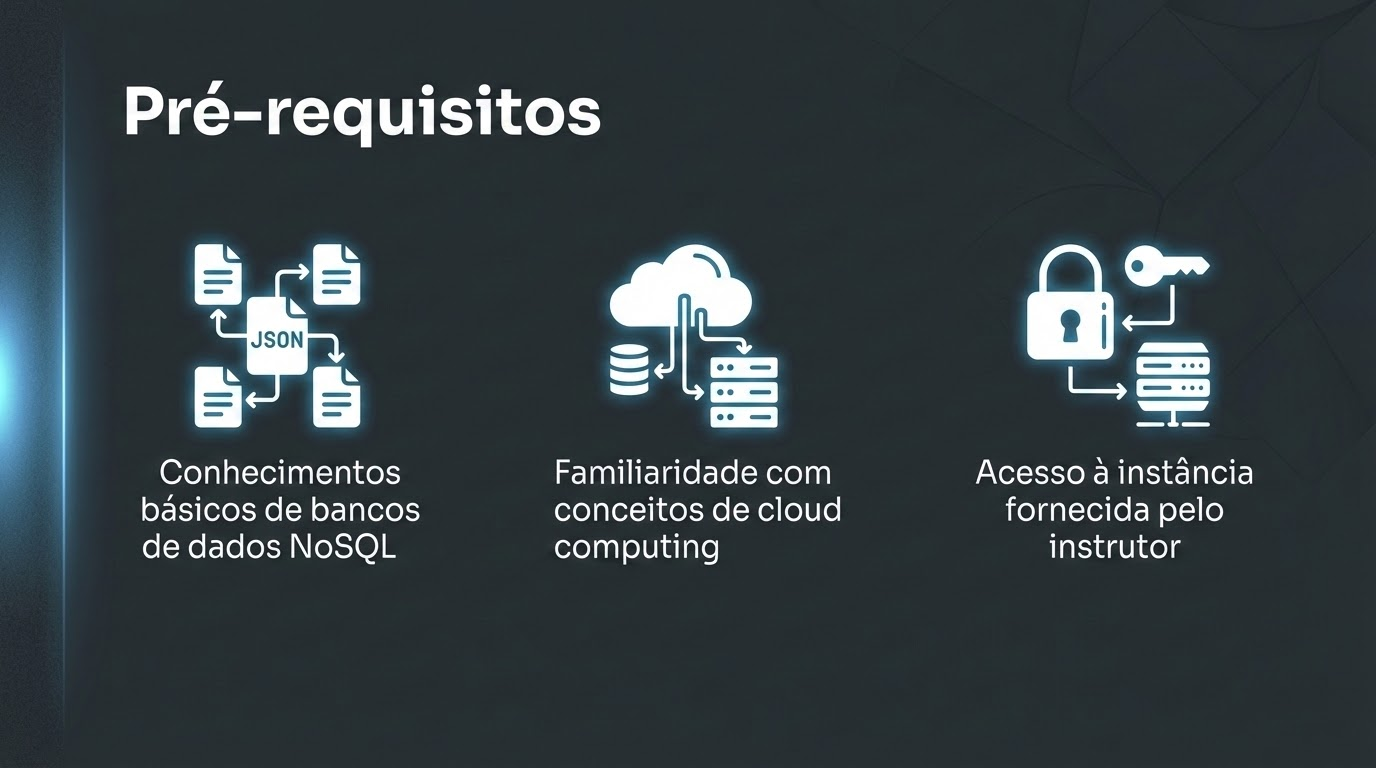 Pré-requisitos
JSON
Conhecimentos
básicos de bancos
de dados NoSQL
Familiaridade com
conceitos de cloud
computing
Acesso à instância
fornecida pelo
instrutor